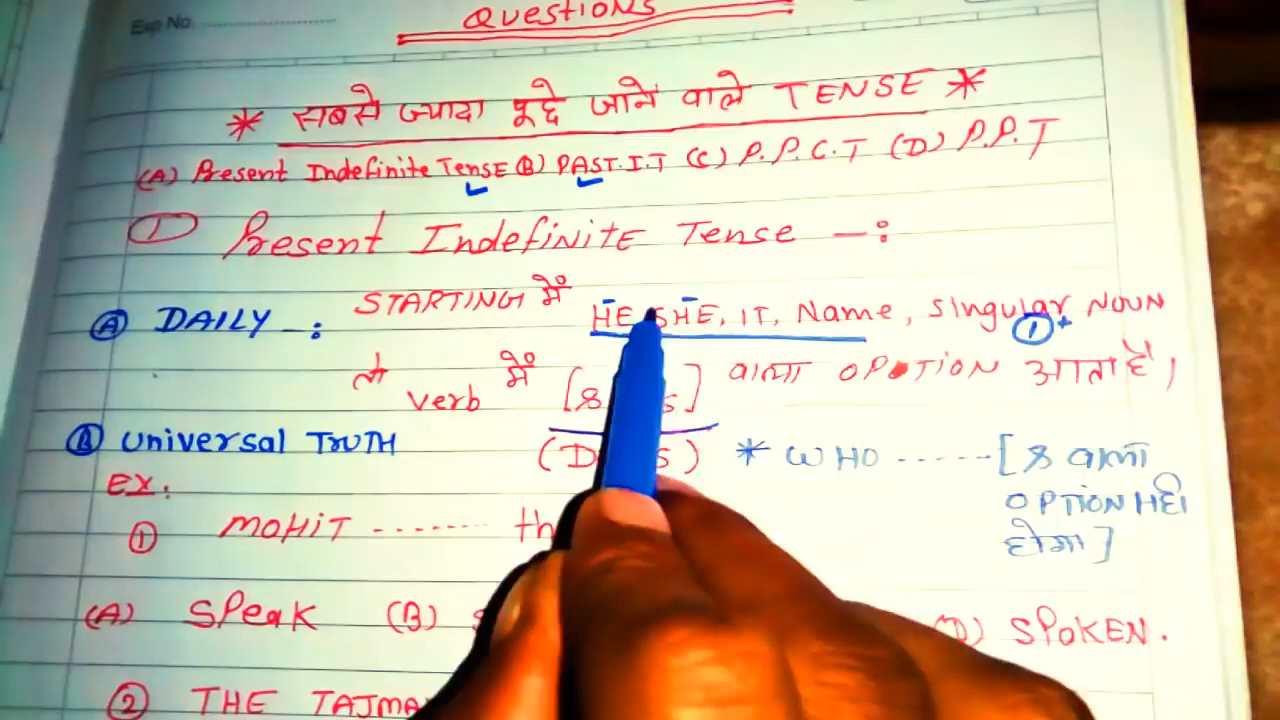 Exp No.
QUESTIONS
* सबसे ज्यादा पूछे जाने वाले TENSE *
(A) Present Indefinite Tense (B) PAST.I.T (C) P.P.C.T (D) P.P.T
① Present Indefinite Tense -:
Ⓐ DAILY -: STARTING में HE SHE, IT, Name, Singular NOUN
①+
तो verb में [s वाला OPTION आता है।
Ⓑ Universal TRUTH * WHO ------[s वाला
ex: OPTION ही
① MOHIT -------- th होगा]
(A) Speak (B) (D) SPOKEN.
② THE